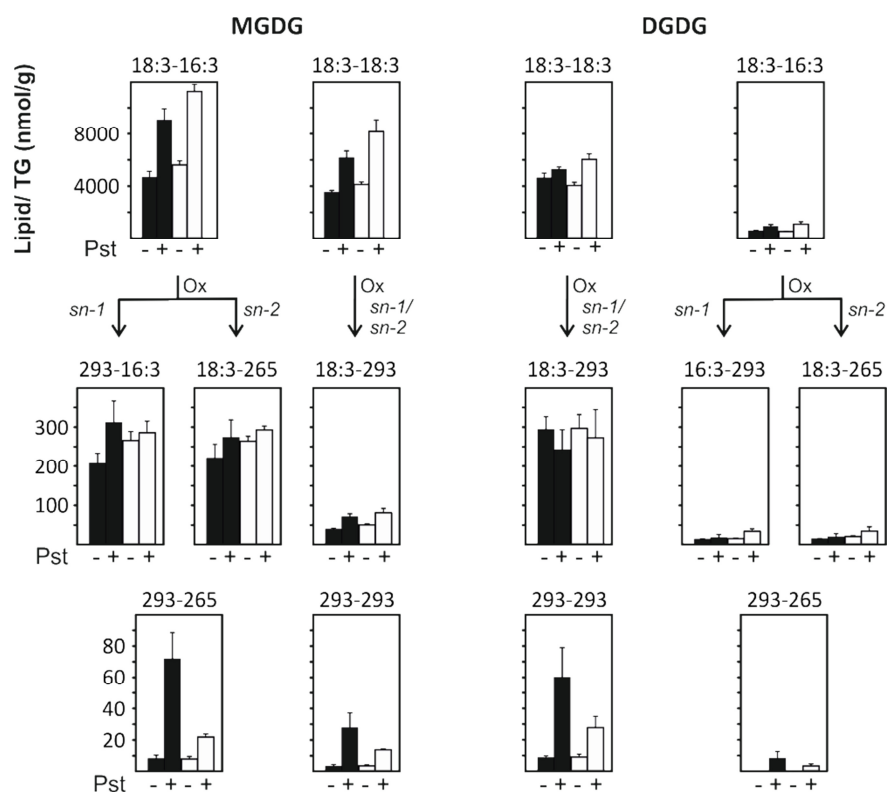 MGDG DGDG
18:3-16:3 18:3-18:3 18:3-18:3 18:3-16:3
Lipid/ TG (nmol/g)
8000
4000
Pst - + - + - + - + - + - + - + - +
Ox Ox Ox Ox
sn-1 sn-2 sn-1/ sn-2 sn-1/ sn-2 sn-1 sn-2
293-16:3 18:3-265 18:3-293 18:3-293 16:3-293 18:3-265
300
200
100
Pst - + - + - + - + - + - + - + - + - + - + - + - +
293-265 293-293 293-293 293-265
80
60
40
20
Pst - + - + - + - + - + - + - + - +